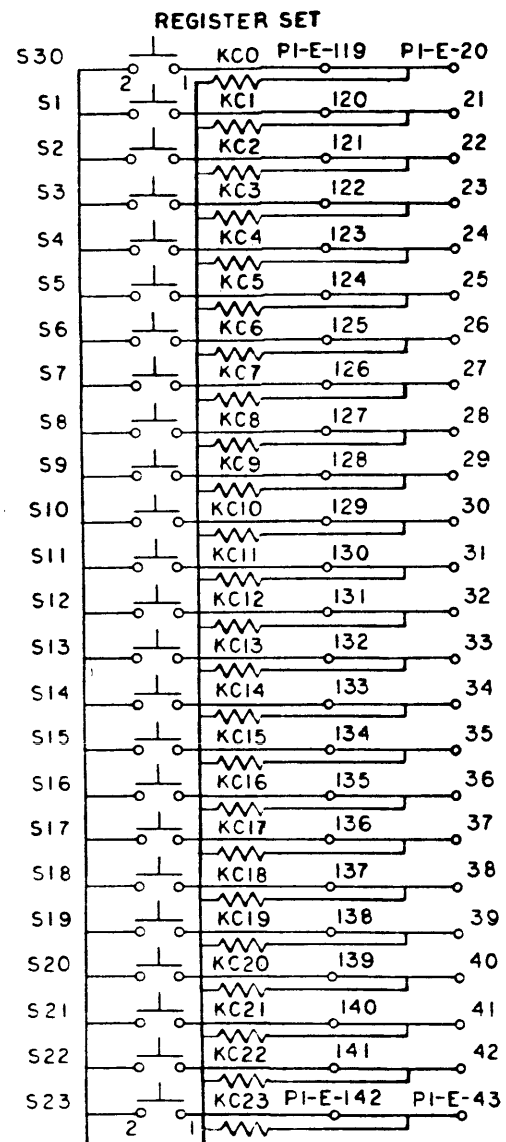 REGISTER SET
S30 KC0 P1-E-119 P1-E-20
2 1
S1 KC1 120 21
S2 KC2 121 22
S3 KC3 122 23
S4 KC4 123 24
S5 KC5 124 25
S6 KC6 125 26
S7 KC7 126 27
S8 KC8 127 28
S9 KC9 128 29
S10 KC10 129 30
S11 KC11 130 31
S12 KC12 131 32
S13 KC13 132 33
S14 KC14 133 34
S15 KC15 134 35
S16 KC16 135 36
S17 KC17 136 37
S18 KC18 137 38
S19 KC19 138 39
S20 KC20 139 40
S21 KC21 140 41
S22 KC22 141 42
S23 KC23 P1-E-142 P1-E-43
2 1